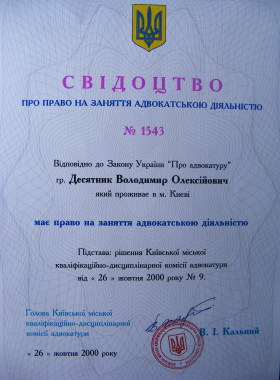 СВІДОЦТВО
ПРО ПРАВО НА ЗАНЯТТЯ АДВОКАТСЬКОЮ ДІЯЛЬНІСТЮ
№ 1543
Відповідно до Закону України "Про адвокатуру"
гр. Десятник Володимир Олексійович
який проживає в м. Києві
має право на заняття адвокатською діяльністю
Підстава: рішення Київської міської
кваліфікаційно-дисциплінарної комісії адвокатури
від « 26 » жовтня 2000 року № 9.
Голова Київської міської
кваліфікаційно-дисциплінарної
комісії адвокатури
В. І. Кальний
« 26 » жовтня 2000 року